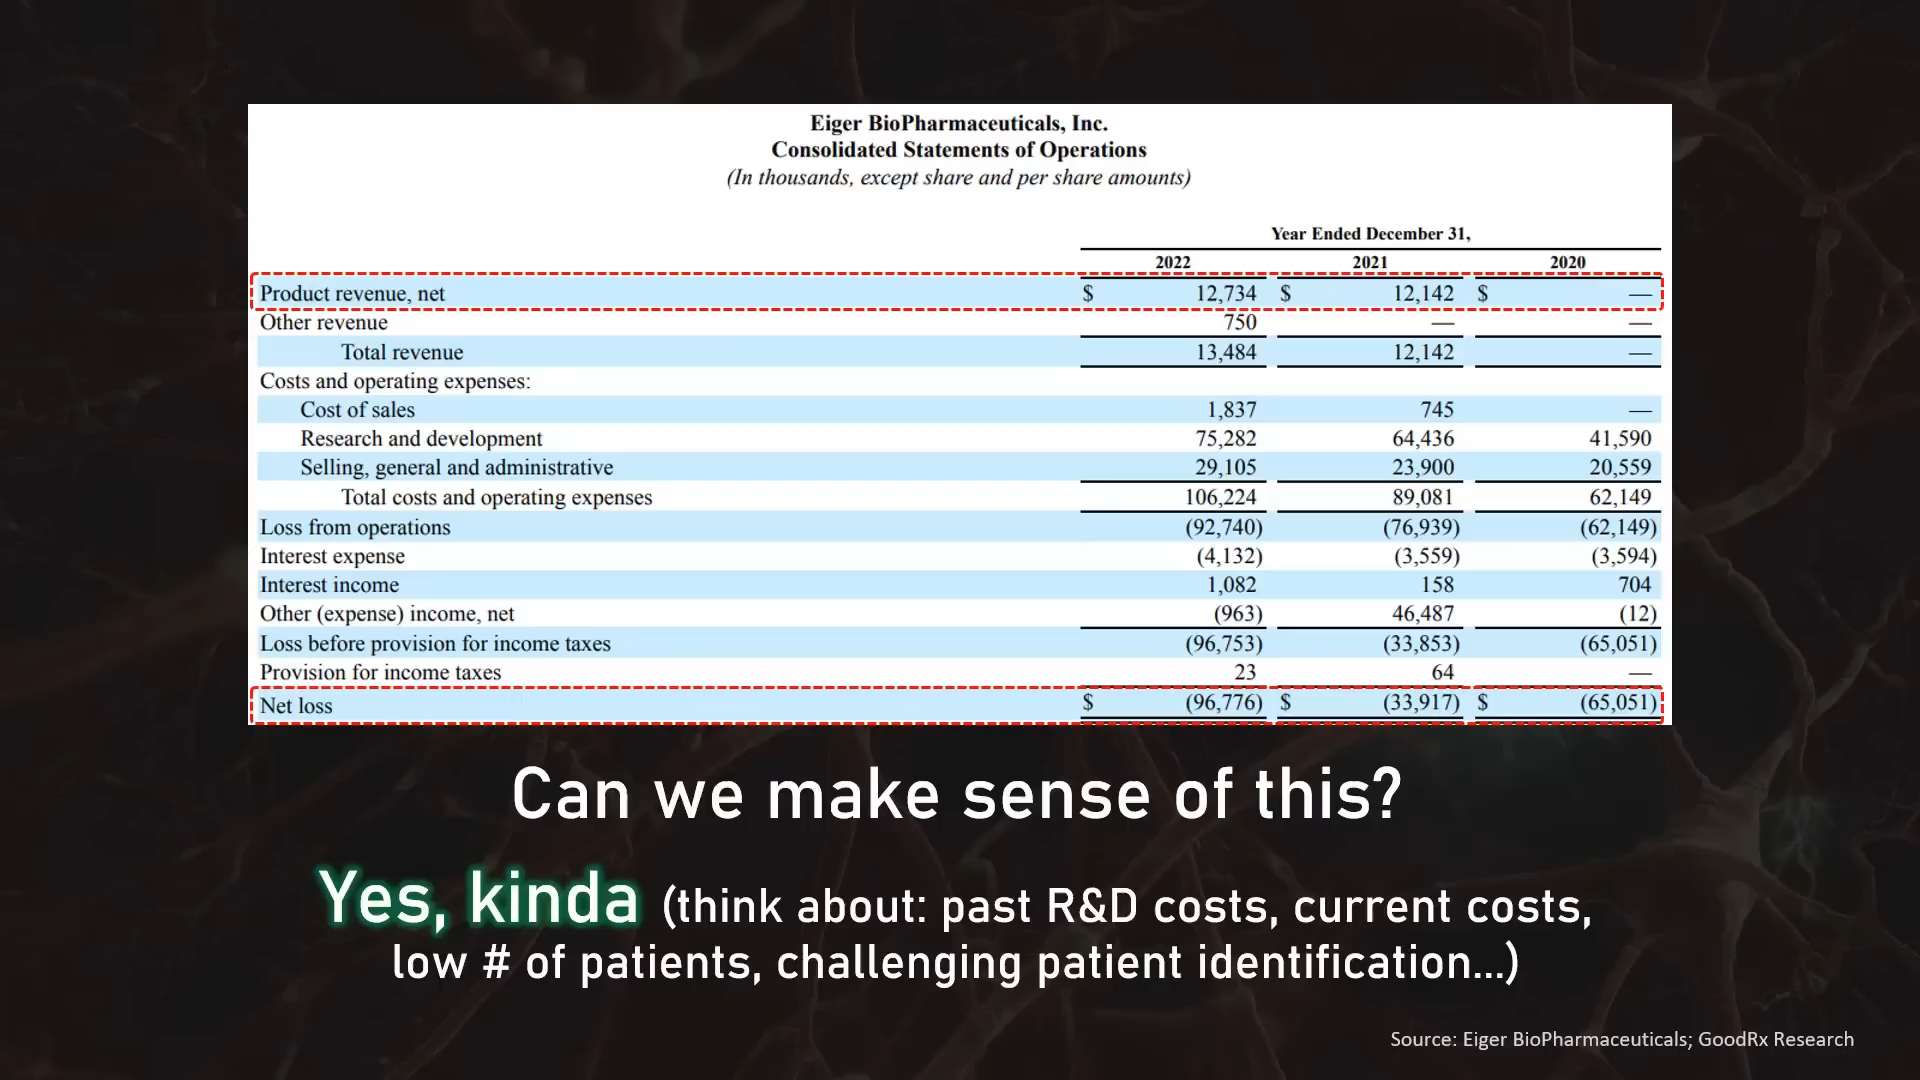 Eiger BioPharmaceuticals, Inc.
Consolidated Statements of Operations
(In thousands, except share and per share amounts)
Year Ended December 31,
2022 2021 2020
Product revenue, net $ 12,734 $ 12,142 $ —
Other revenue 750 — —
Total revenue 13,484 12,142 —
Costs and operating expenses:
Cost of sales 1,837 745 —
Research and development 75,282 64,436 41,590
Selling, general and administrative 29,105 23,900 20,559
Total costs and operating expenses 106,224 89,081 62,149
Loss from operations (92,740) (76,939) (62,149)
Interest expense (4,132) (3,559) (3,594)
Interest income 1,082 158 704
Other (expense) income, net (963) 46,487 (12)
Loss before provision for income taxes (96,753) (33,853) (65,051)
Provision for income taxes 23 64 —
Net loss $ (96,776) $ (33,917) $ (65,051)
Can we make sense of this?
Yes, kinda (think about: past R&D costs, current costs,
low # of patients, challenging patient identification...)
Source: Eiger BioPharmaceuticals; GoodRx Research